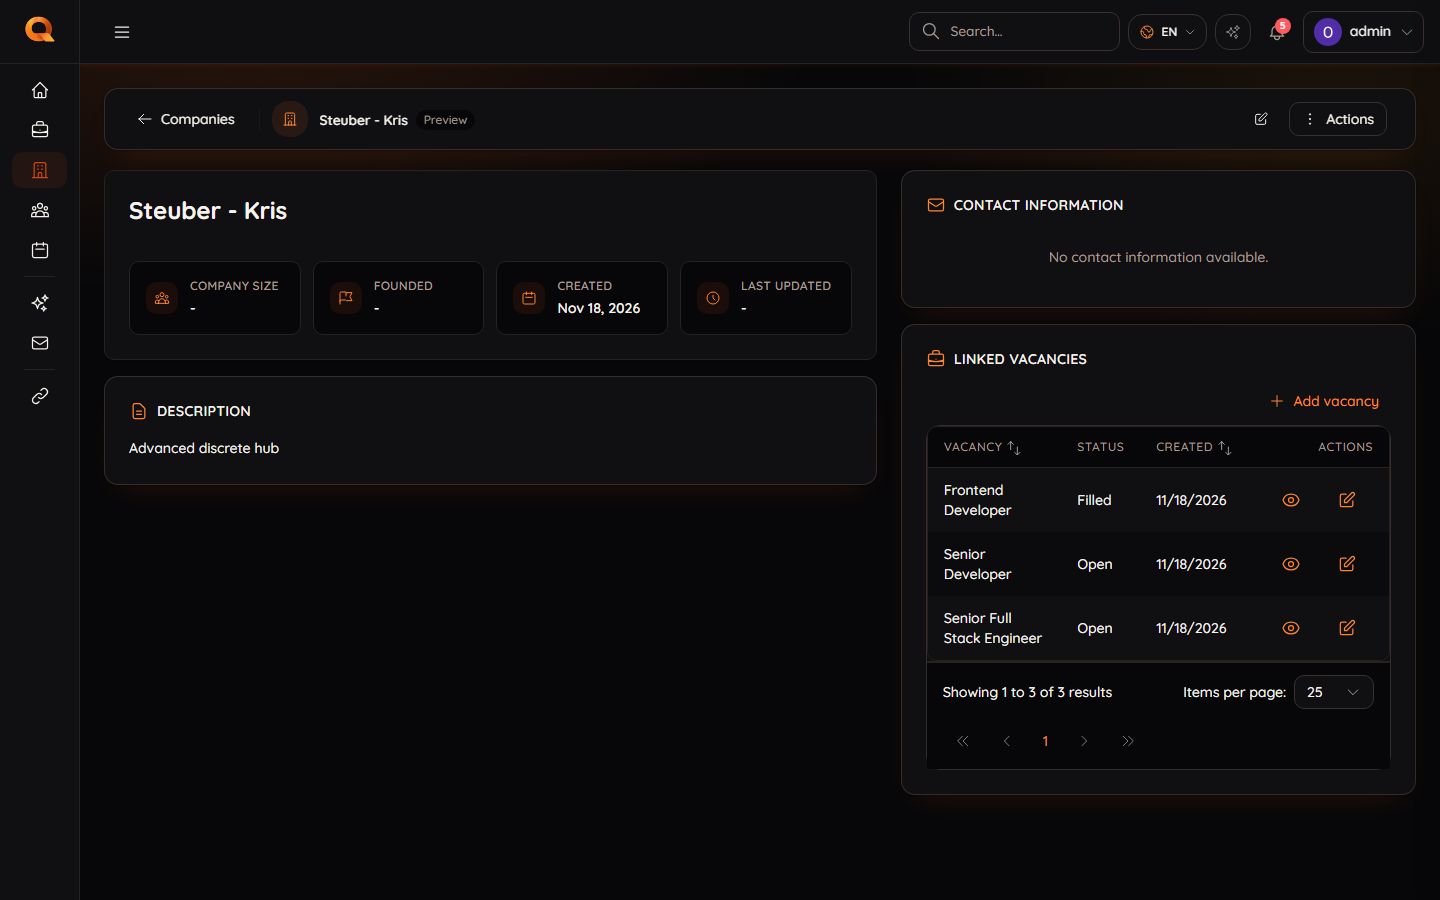 Search...
EN
5
O
admin
Companies
Steuber - Kris
Preview
Actions
Steuber - Kris
COMPANY SIZE
-
FOUNDED
-
CREATED
Nov 18, 2026
LAST UPDATED
-
DESCRIPTION
Advanced discrete hub
CONTACT INFORMATION
No contact information available.
LINKED VACANCIES
Add vacancy
VACANCY STATUS CREATED ACTIONS
Frontend
Developer
Filled
11/18/2026
Senior
Developer
Open
11/18/2026
Senior Full
Stack Engineer
Open
11/18/2026
Showing 1 to 3 of 3 results
Items per page: 25
1